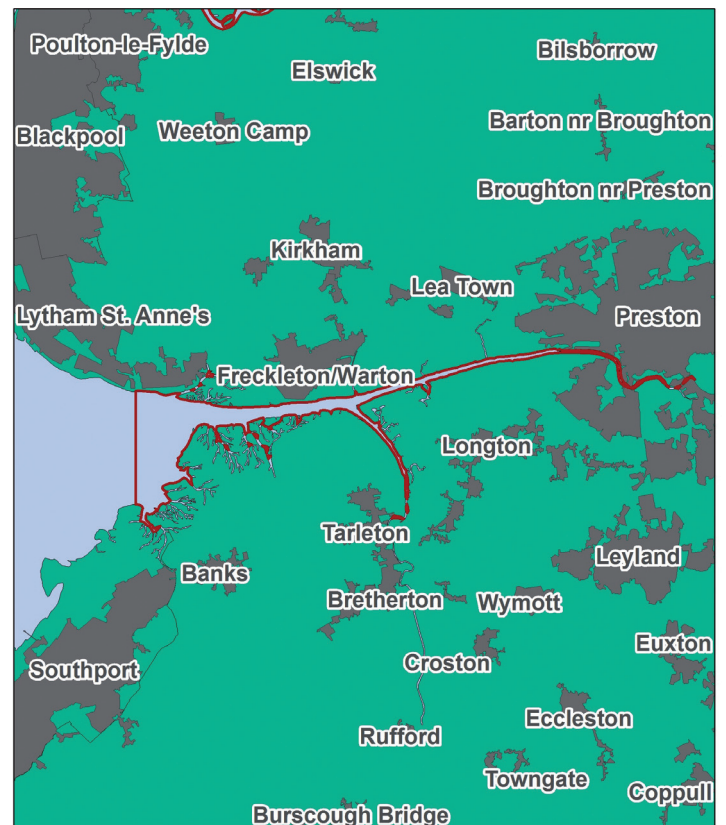 Poulton-le-Fylde
Bilsborrow
Elswick
Barton nr Broughton
Blackpool
Weeton Camp
Broughton nr Preston
Kirkham
Lea Town
Lytham St. Anne's
Preston
Freckleton/Warton
Longton
Tarleton
Leyland
Banks
Bretherton
Wymott
Euxton
Croston
Southport
Eccleston
Rufford
Towngate
Coppull
Burscough Bridge